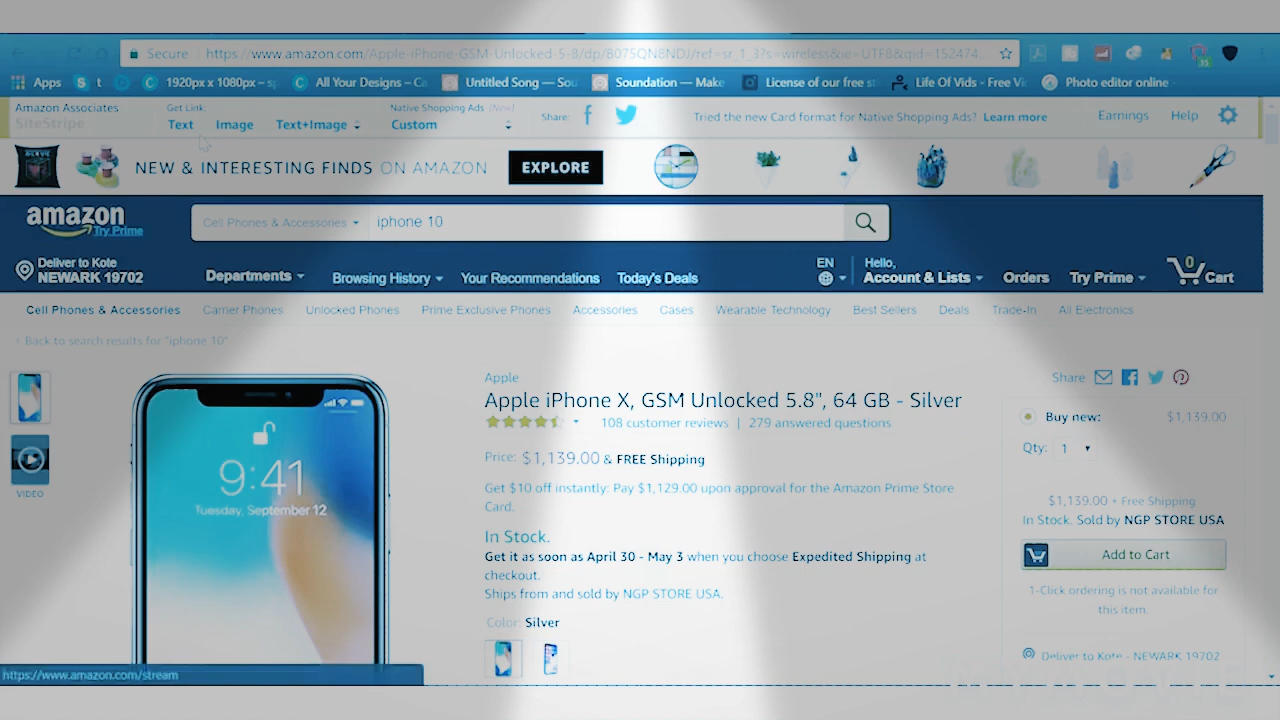 Secure https://www.amazon.com/Apple-iPhone-GSM-Unlocked-5-8/dp/B075QN8NDJ/ref=sr_1_3?s=wireless&ie=UTF8&qid=152474...
Apps S t C 1920px x 1080px – s C All Your Designs – Ca Untitled Song — Sou Soundation — Make License of our free st Life Of Vids - Free Vi Photo editor online
Amazon Associates Get Link: Native Shopping Ads (New)
SiteStripe Text Image Text+Image Custom Share: Tried the new Card format for Native Shopping Ads? Learn more Earnings Help
NEW & INTERESTING FINDS ON AMAZON EXPLORE
amazon Try Prime Cell Phones & Accessories iphone 10
Deliver to Kote EN Hello, 0
NEWARK 19702 Departments Browsing History Your Recommendations Today's Deals Account & Lists Orders Try Prime Cart
Cell Phones & Accessories Carrier Phones Unlocked Phones Prime Exclusive Phones Accessories Cases Wearable Technology Best Sellers Deals Trade-In All Electronics
‹ Back to search results for "iphone 10"
9:41
Tuesday, September 12
VIDEO
Apple
Apple iPhone X, GSM Unlocked 5.8", 64 GB - Silver
108 customer reviews | 279 answered questions
Price: $1,139.00 & FREE Shipping
Get $10 off instantly: Pay $1,129.00 upon approval for the Amazon Prime Store
Card.
In Stock.
Get it as soon as April 30 - May 3 when you choose Expedited Shipping at
checkout.
Ships from and sold by NGP STORE USA.
Color: Silver
Share
Buy new: $1,139.00
Qty: 1
$1,139.00 + Free Shipping
In Stock. Sold by NGP STORE USA
Add to Cart
1-Click ordering is not available for
this item.
Deliver to Kote - NEWARK 19702
https://www.amazon.com/stream